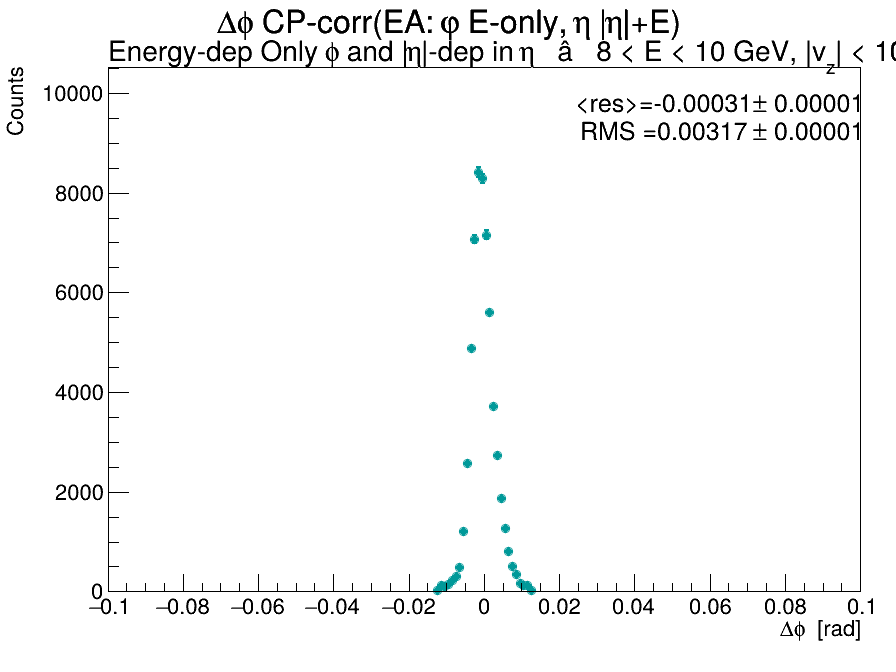 Δϕ CP-corr(EA: φ E-only, η |η|+E)
Energy-dep Only ϕ and |η|-dep in η â 8 < E < 10 GeV, |v_z| < 10
Counts
<res>=-0.00031± 0.00001
RMS =0.00317± 0.00001
10000
8000
6000
4000
2000
0
−0.1 −0.08 −0.06 −0.04 −0.02 0 0.02 0.04 0.06 0.08 0.1
Δϕ [rad]